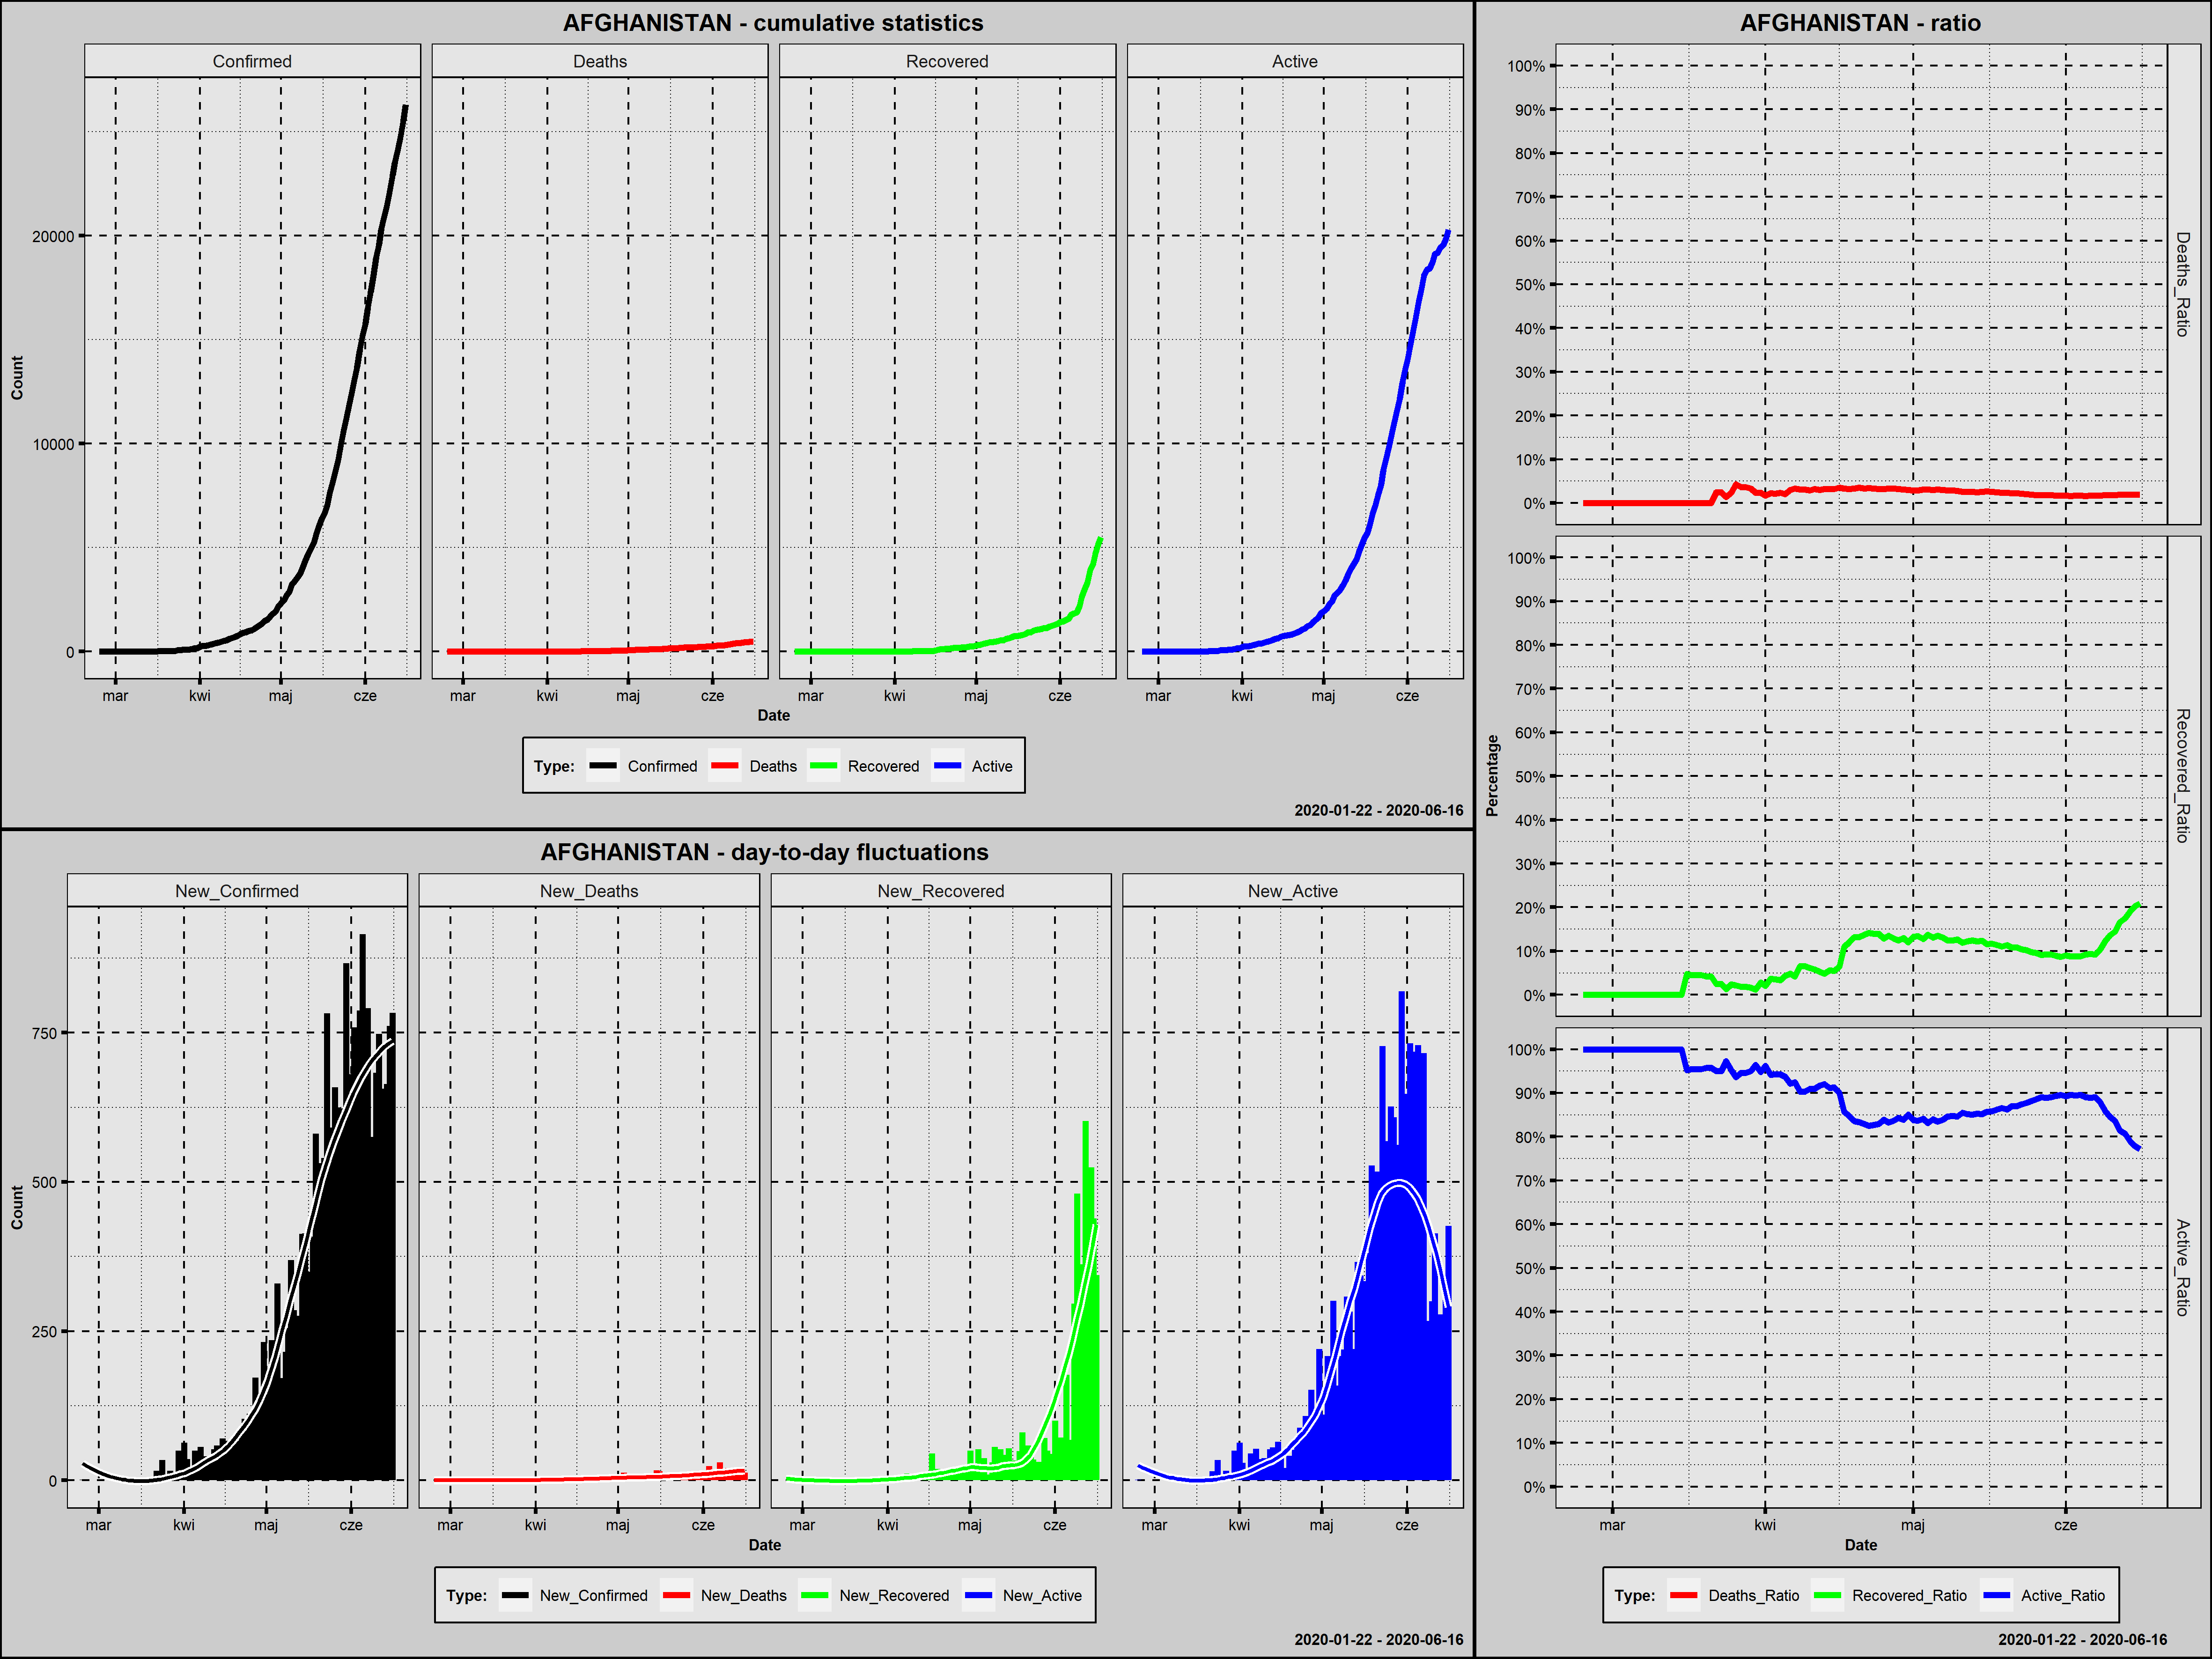 AFGHANISTAN - cumulative statistics
Confirmed Deaths Recovered Active
Count
20000
10000
0
mar kwi maj cze mar kwi maj cze mar kwi maj cze mar kwi maj cze
Date
Type: Confirmed Deaths Recovered Active
2020-01-22 - 2020-06-16
AFGHANISTAN - day-to-day fluctuations
New_Confirmed New_Deaths New_Recovered New_Active
Count
750
500
250
0
mar kwi maj cze mar kwi maj cze mar kwi maj cze mar kwi maj cze
Date
Type: New_Confirmed New_Deaths New_Recovered New_Active
2020-01-22 - 2020-06-16
AFGHANISTAN - ratio
Percentage
100%
90%
80%
70%
60%
50%
40%
30%
20%
10%
0%
Deaths_Ratio
100%
90%
80%
70%
60%
50%
40%
30%
20%
10%
0%
Recovered_Ratio
100%
90%
80%
70%
60%
50%
40%
30%
20%
10%
0%
Active_Ratio
mar kwi maj cze
Date
Type: Deaths_Ratio Recovered_Ratio Active_Ratio
2020-01-22 - 2020-06-16